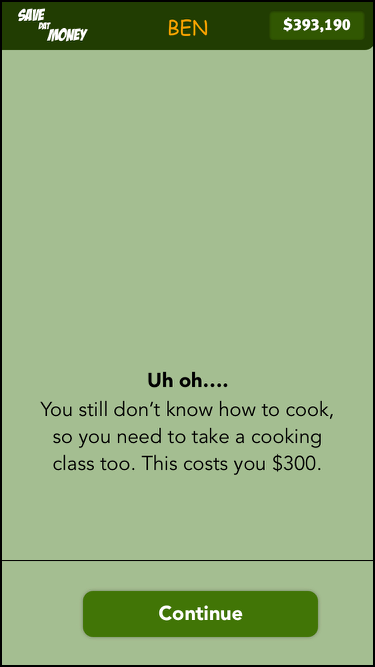 SAVE
DAT
MONEY
BEN
$393,190
Uh oh....
You still don't know how to cook,
so you need to take a cooking
class too. This costs you $300.
Continue